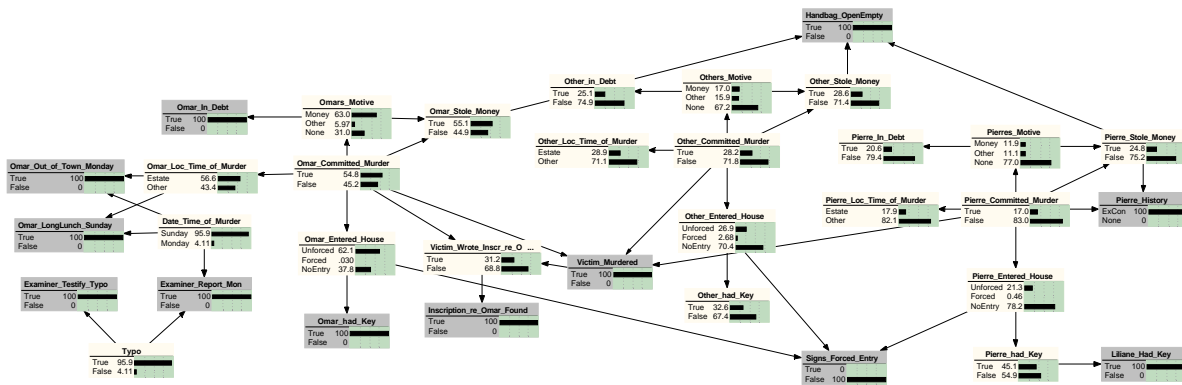 Handbag_OpenEmpty
True 100
False 0
Other_in_Debt
True 25.1
False 74.9
Others_Motive
Money 17.0
Other 15.9
None 67.2
Other_Stole_Money
True 28.6
False 71.4
Omar_In_Debt
True 100
False 0
Omars_Motive
Money 63.0
Other 5.97
None 31.0
Omar_Stole_Money
True 55.1
False 44.9
Other_Loc_Time_of_Murder
Estate 28.9
Other 71.1
Other_Committed_Murder
True 28.2
False 71.8
Pierre_In_Debt
True 20.6
False 79.4
Pierres_Motive
Money 11.9
Other 11.1
None 77.0
Pierre_Stole_Money
True 24.8
False 75.2
Omar_Out_of_Town_Monday
True 100
False 0
Omar_Loc_Time_of_Murder
Estate 56.6
Other 43.4
Omar_Committed_Murder
True 54.8
False 45.2
Pierre_Loc_Time_of_Murder
Estate 17.9
Other 82.1
Pierre_Committed_Murder
True 17.0
False 83.0
Pierre_History
ExCon 100
None 0
Omar_LongLunch_Sunday
True 100
False 0
Date_Time_of_Murder
Sunday 95.9
Monday 4.11
Omar_Entered_House
Unforced 62.1
Forced .030
NoEntry 37.8
Victim_Wrote_Inscr_re_O ...
True 31.2
False 68.8
Victim_Murdered
True 100
False 0
Other_Entered_House
Unforced 26.9
Forced 2.68
NoEntry 70.4
Pierre_Entered_House
Unforced 21.3
Forced 0.46
NoEntry 78.2
Examiner_Testify_Typo
True 100
False 0
Examiner_Report_Mon
True 100
False 0
Omar_had_Key
True 100
False 0
Inscription_re_Omar_Found
True 100
False 0
Other_had_Key
True 32.6
False 67.4
Typo
True 95.9
False 4.11
Signs_Forced_Entry
True 0
False 100
Pierre_had_Key
True 45.1
False 54.9
Liliane_Had_Key
True 100
False 0